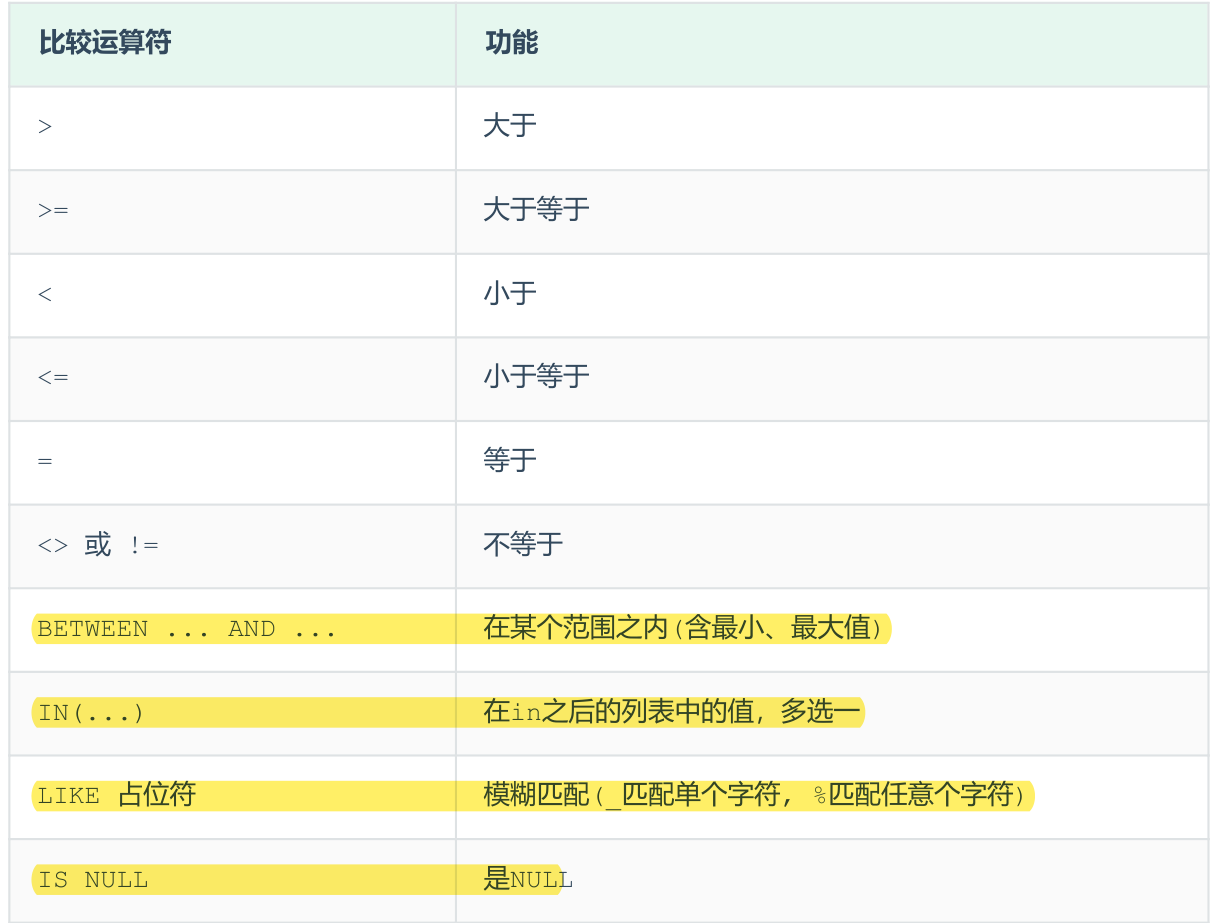 比较运算符 功能
> 大于
>= 大于等于
< 小于
<= 小于等于
= 等于
<> 或 != 不等于
BETWEEN ... AND ... 在某个范围之内(含最小、最大值)
IN(...) 在in之后的列表中的值，多选一
LIKE 占位符 模糊匹配(_匹配单个字符, %匹配任意个字符)
IS NULL 是NULL